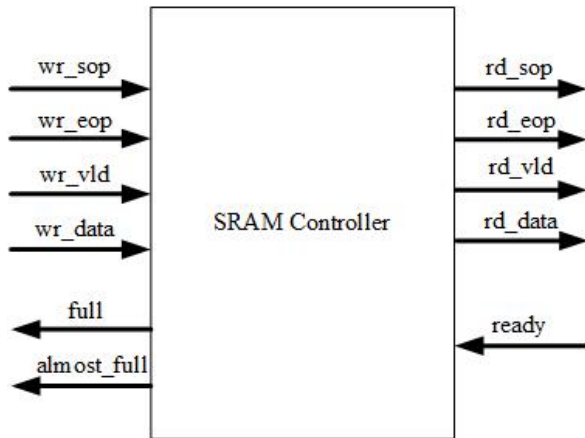 wr_sop
wr_eop
wr_vld
wr_data
full
almost_full
SRAM Controller
rd_sop
rd_eop
rd_vld
rd_data
ready